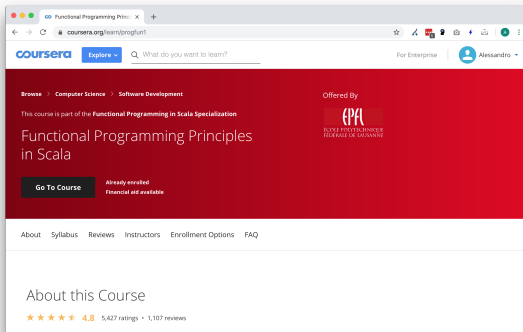 Functional Programming Princ
coursera.org/learn/progfun1
coursera
Explore
What do you want to learn?
For Enterprise
Alessandro
Browse > Computer Science > Software Development
This course is part of the Functional Programming in Scala Specialization
Functional Programming Principles
in Scala
Go To Course
Already enrolled
Financial aid available
Offered By
EPFL
ÉCOLE POLYTECHNIQUE
FÉDÉRALE DE LAUSANNE
About Syllabus Reviews Instructors Enrollment Options FAQ
About this Course
4.8 5,427 ratings • 1,107 reviews